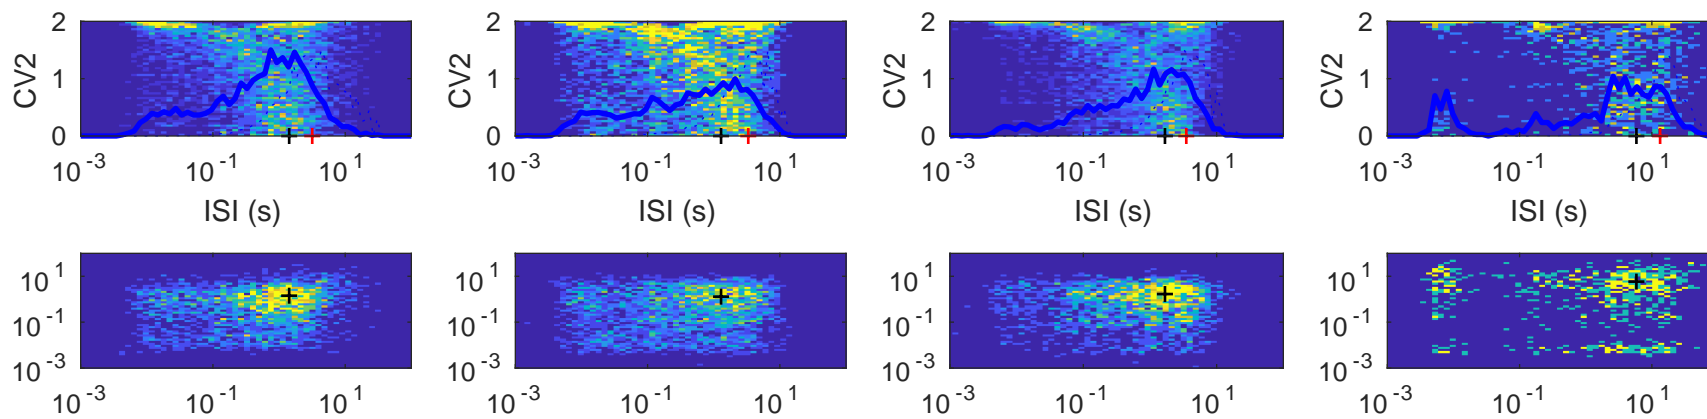 2 2 2 2
CV2 CV2 CV2 CV2
1 1 1 1
0 0 0 0
10^-3 10^-1 10^1 10^-3 10^-1 10^1 10^-3 10^-1 10^1 10^-3 10^-1 10^1
ISI (s) ISI (s) ISI (s) ISI (s)
10^1 10^1 10^1 10^1
10^-1 10^-1 10^-1 10^-1
10^-3 10^-3 10^-3 10^-3
10^-3 10^-1 10^1 10^-3 10^-1 10^1 10^-3 10^-1 10^1 10^-3 10^-1 10^1